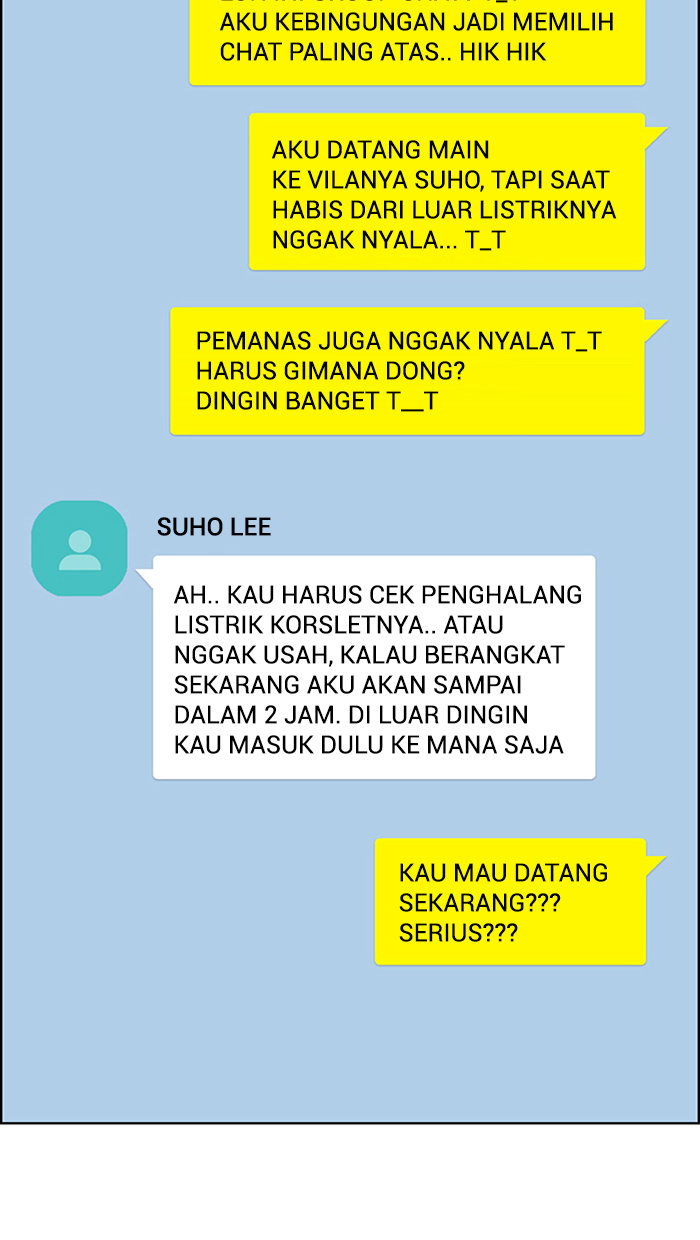 AKU KEBINGUNGAN JADI MEMILIH
CHAT PALING ATAS.. HIK HIK
AKU DATANG MAIN
KE VILANYA SUHO, TAPI SAAT
HABIS DARI LUAR LISTRIKNYA
NGGAK NYALA... T_T
PEMANAS JUGA NGGAK NYALA T_T
HARUS GIMANA DONG?
DINGIN BANGET T__T
SUHO LEE
AH.. KAU HARUS CEK PENGHALANG
LISTRIK KORSLETNYA.. ATAU
NGGAK USAH, KALAU BERANGKAT
SEKARANG AKU AKAN SAMPAI
DALAM 2 JAM. DI LUAR DINGIN
KAU MASUK DULU KE MANA SAJA
KAU MAU DATANG
SEKARANG???
SERIUS???